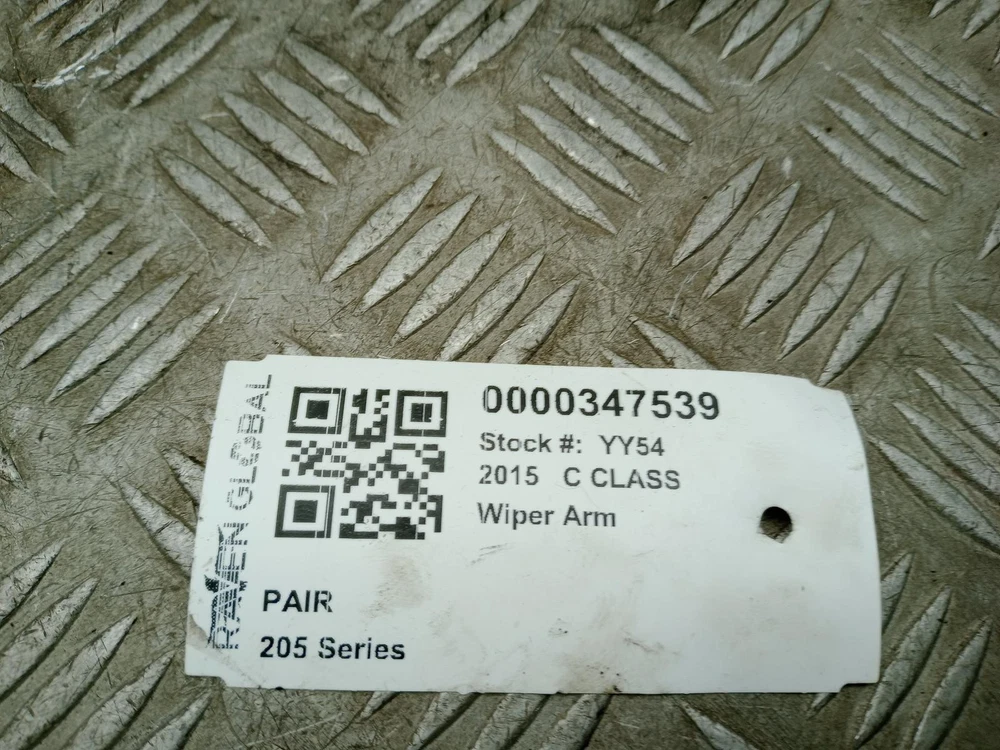 RAVEN GLOBAL
0000347539
Stock #: YY54
2015 C CLASS
Wiper Arm
PAIR
205 Series